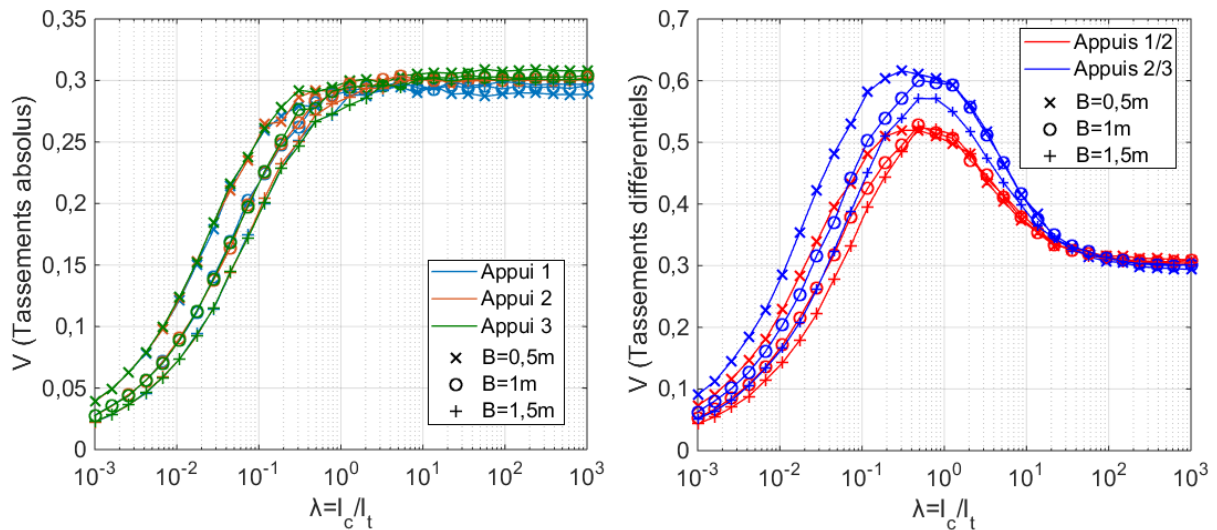 0,35
0,3
0,25
0,2
0,15
0,1
0,05
0
V (Tassements absolus)
10-3 10-2 10-1 100 101 102 103
λ=lc/lt
Appui 1
Appui 2
Appui 3
B=0,5m
B=1m
B=1,5m
0,7
0,6
0,5
0,4
0,3
0,2
0,1
0
V (Tassements différentiels)
10-3 10-2 10-1 100 101 102 103
λ=lc/lt
Appuis 1/2
Appuis 2/3
B=0,5m
B=1m
B=1,5m